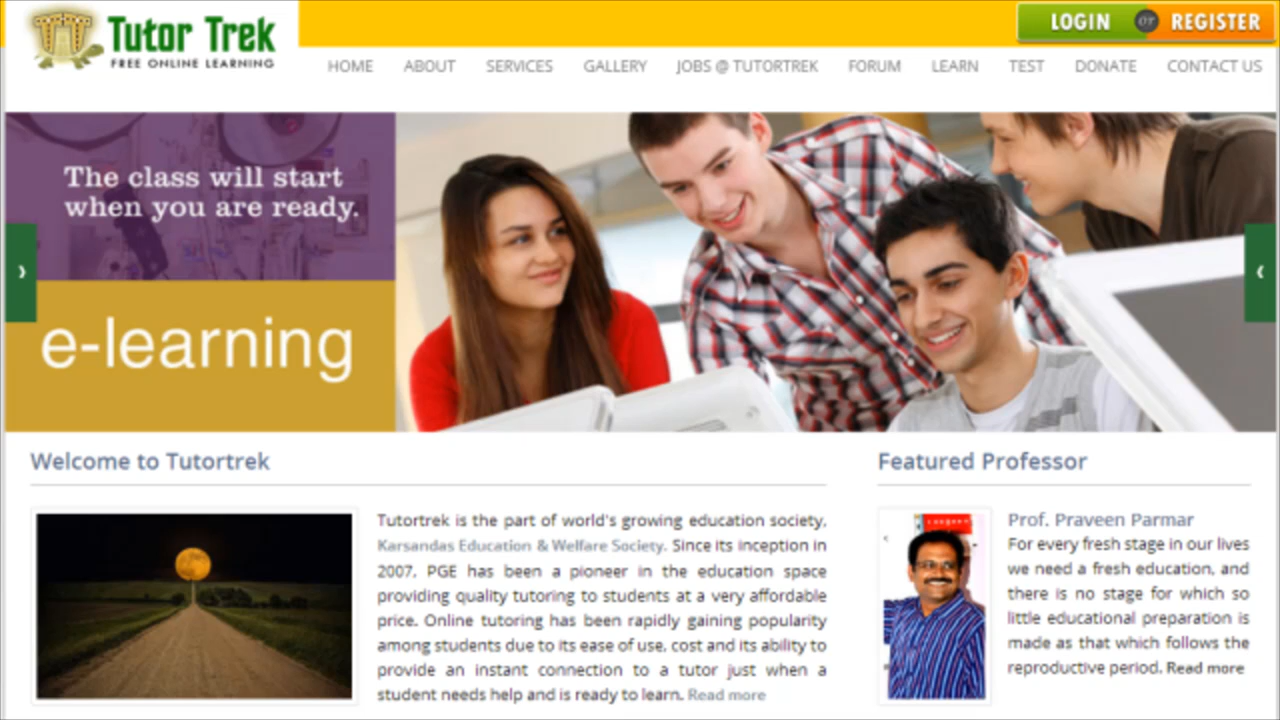 Tutor Trek
FREE ONLINE LEARNING
LOGIN or REGISTER
HOME ABOUT SERVICES GALLERY JOBS @ TUTORTREK FORUM LEARN TEST DONATE CONTACT US
The class will start
when you are ready.
e-learning
Welcome to Tutortrek
Tutortrek is the part of world's growing education society,
Karsandas Education & Welfare Society. Since its inception in
2007, PGE has been a pioneer in the education space
providing quality tutoring to students at a very affordable
price. Online tutoring has been rapidly gaining popularity
among students due to its ease of use, cost and its ability to
provide an instant connection to a tutor just when a
student needs help and is ready to learn. Read more
Featured Professor
Prof. Praveen Parmar
For every fresh stage in our lives
we need a fresh education, and
there is no stage for which so
little educational preparation is
made as that which follows the
reproductive period. Read more